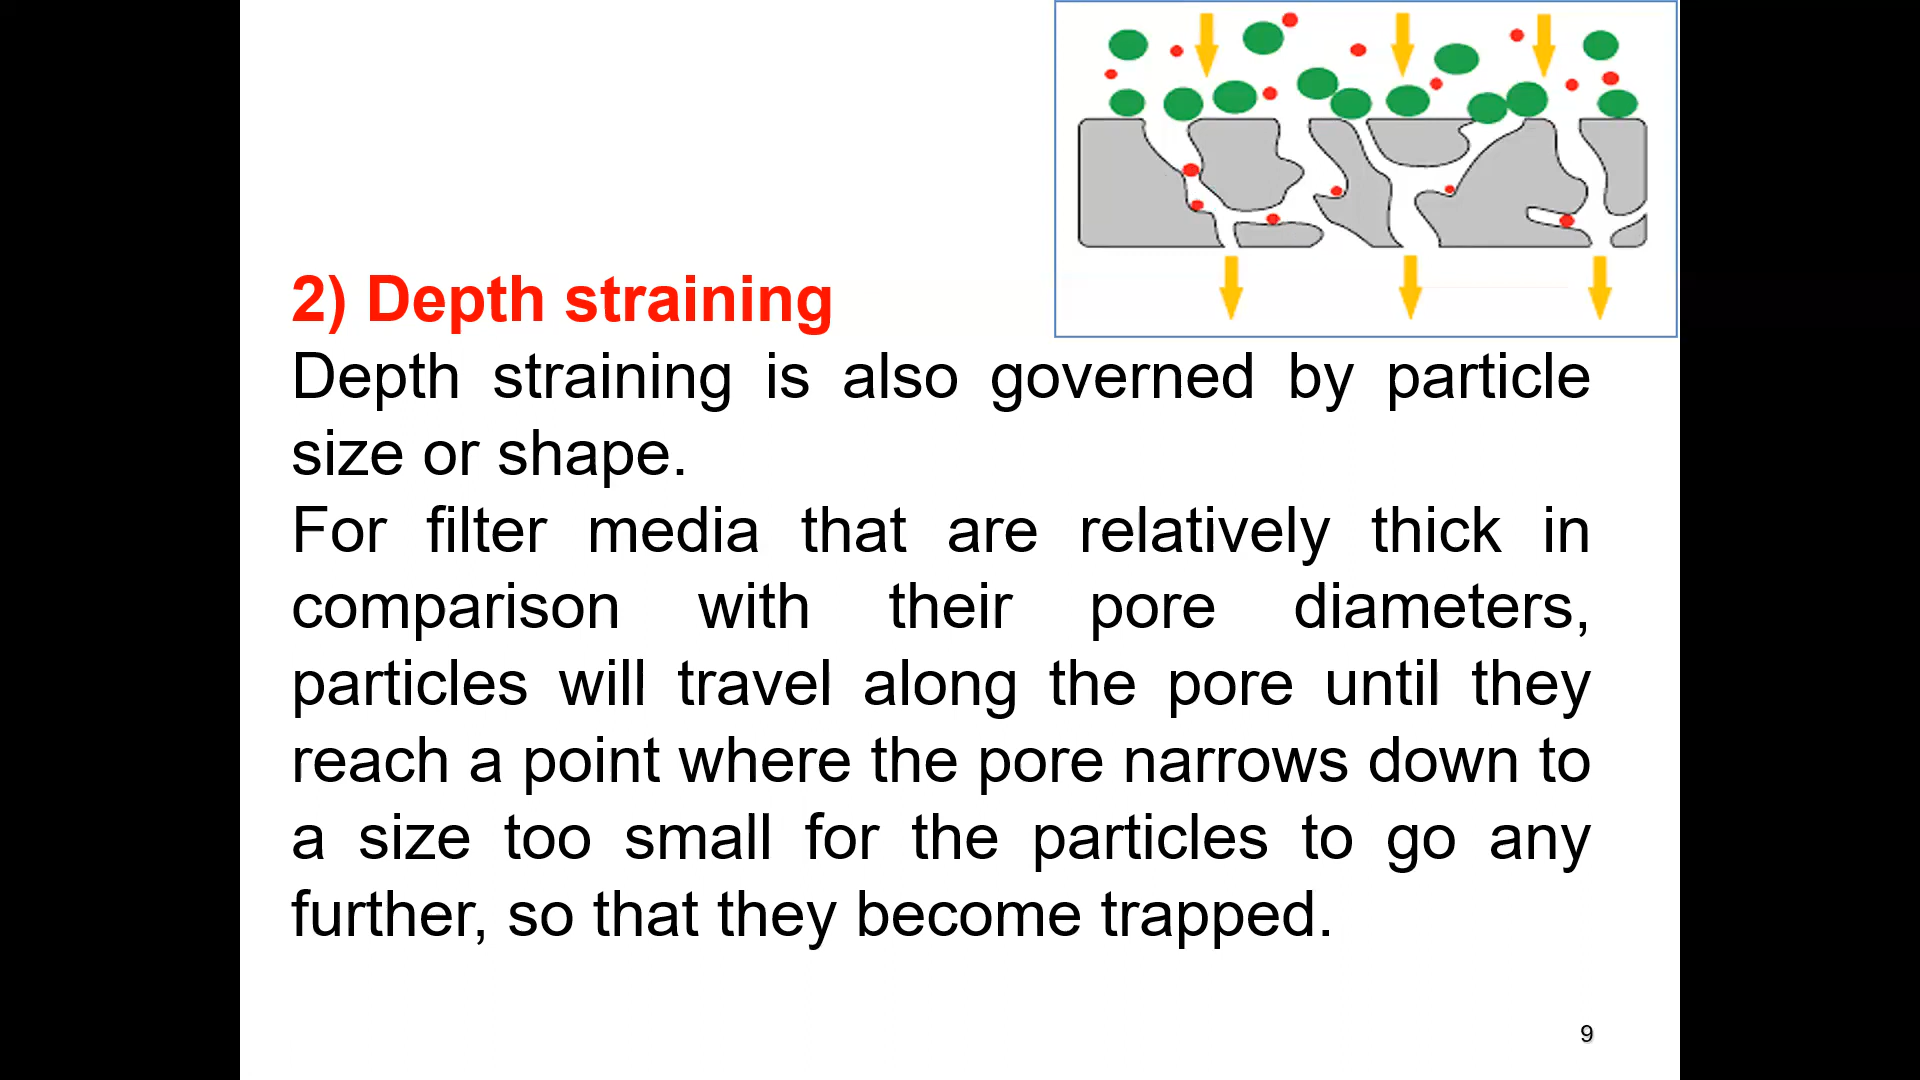 2) Depth straining
Depth straining is also governed by particle
size or shape.
For filter media that are relatively thick in
comparison with their pore diameters,
particles will travel along the pore until they
reach a point where the pore narrows down to
a size too small for the particles to go any
further, so that they become trapped.
9